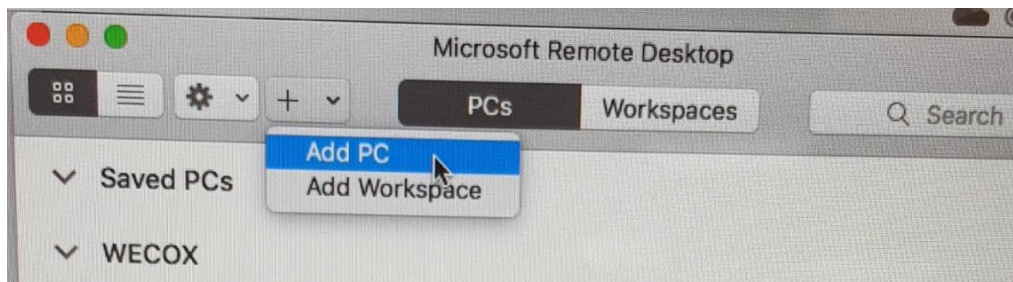 Microsoft Remote Desktop
PCs Workspaces Search
Add PC
Add Workspace
Saved PCs
WECOX